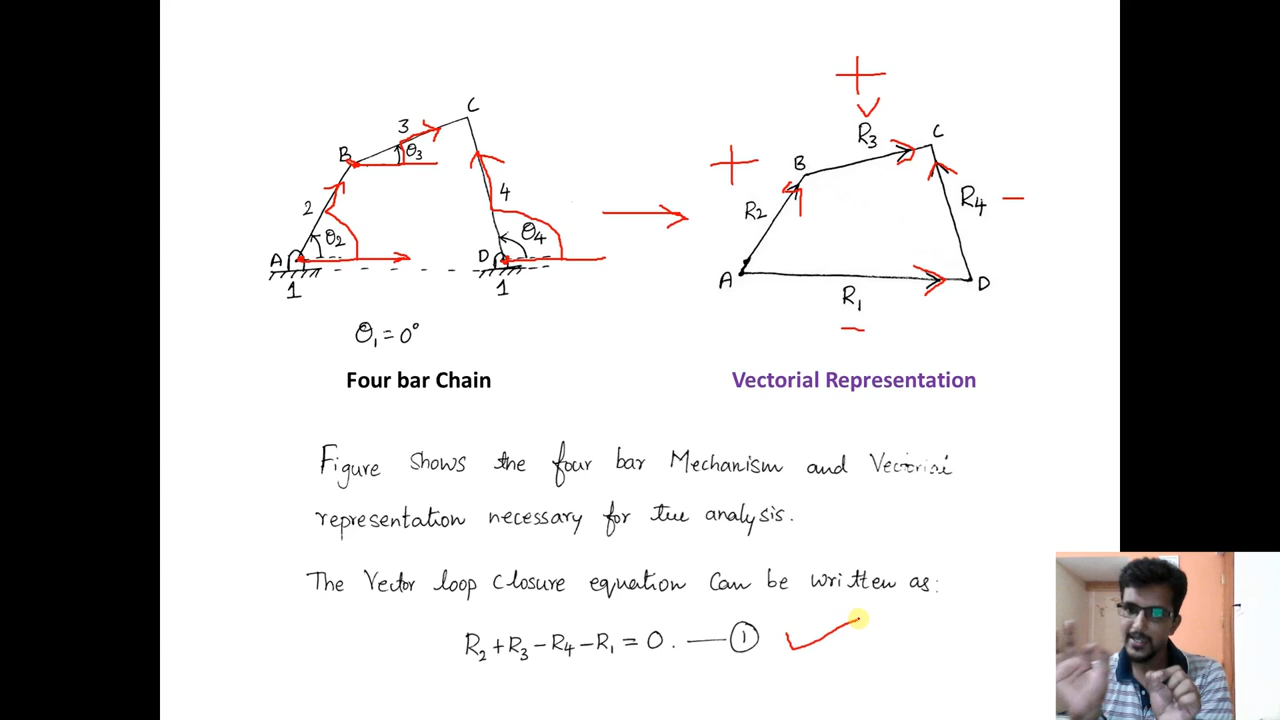 C
3
B
θ3
2
4
θ2
θ4
A
D
1
1
θ1 = 0°
Four bar Chain
+
R3
C
+
B
R2
R4 –
A
D
R1
–
Vectorial Representation
Figure shows the four bar Mechanism and Vectorial
representation necessary for the analysis.
The Vector loop closure equation can be written as:
R2 + R3 – R4 – R1 = 0. — ①